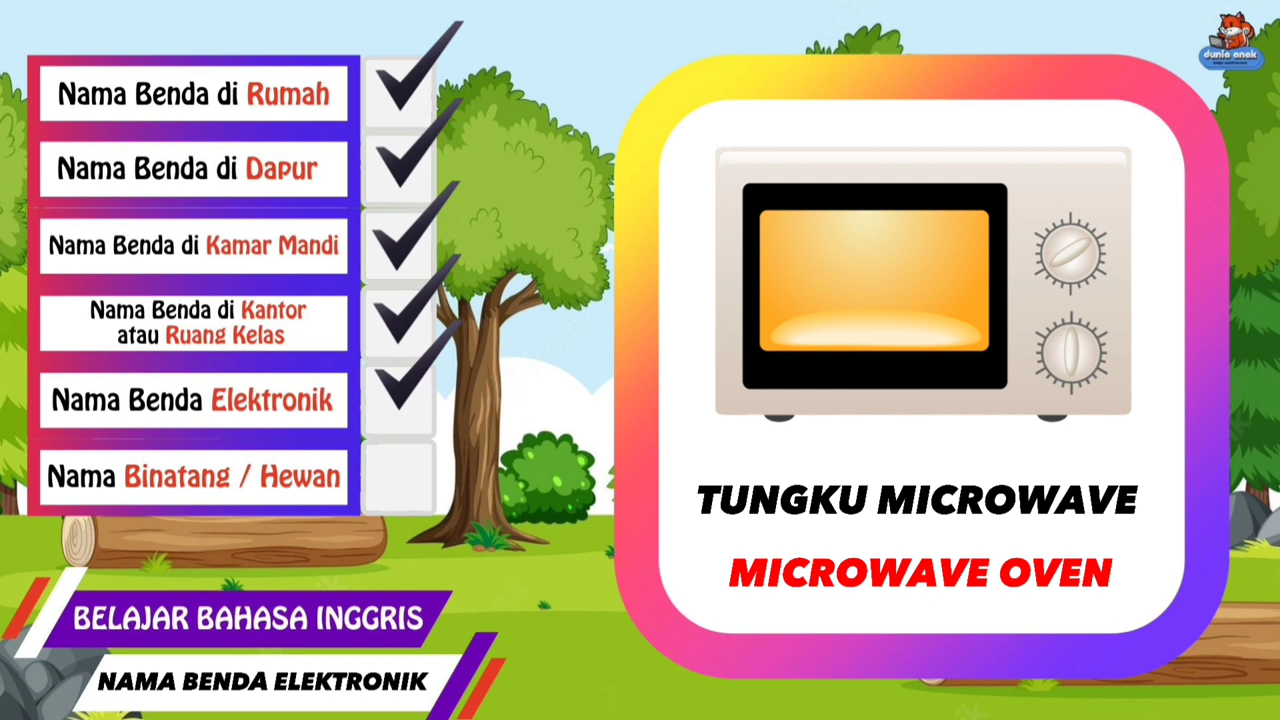 Nama Benda di Rumah
Nama Benda di Dapur
Nama Benda di Kamar Mandi
Nama Benda di Kantor
atau Ruang Kelas
Nama Benda Elektronik
Nama Binatang / Hewan
BELAJAR BAHASA INGGRIS
NAMA BENDA ELEKTRONIK
dunia anak
TUNGKU MICROWAVE
MICROWAVE OVEN